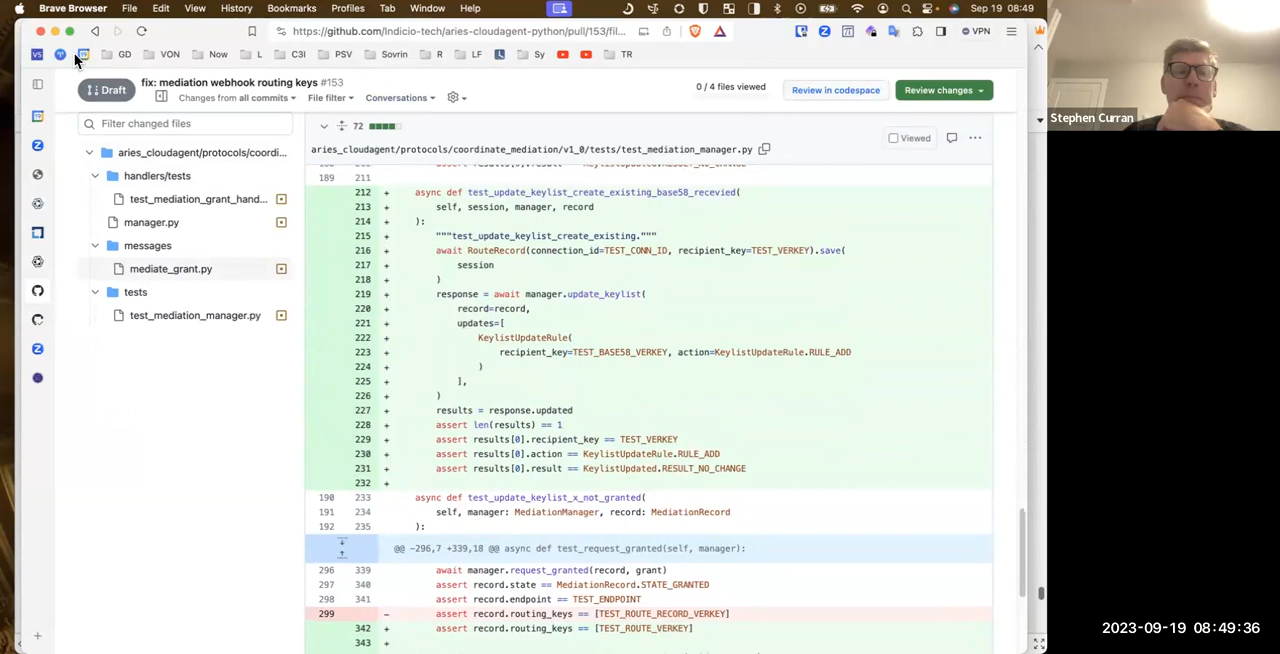 Brave Browser File Edit View History Bookmarks Profiles Tab Window Help Sep 19 08:49
https://github.com/Indicio-tech/aries-cloudagent-python/pull/153/fil... VPN
VS 19 GD VON Now L C3I PSV Sovrin R LF Sy TR
Draft fix: mediation webhook routing keys #153
Changes from all commits File filter Conversations
0 / 4 files viewed Review in codespace Review changes
Filter changed files
aries_cloudagent/protocols/coordi...
handlers/tests
test_mediation_grant_hand...
manager.py
messages
mediate_grant.py
tests
test_mediation_manager.py
72
aries_cloudagent/protocols/coordinate_mediation/v1_0/tests/test_mediation_manager.py
Viewed
189 211
212 + async def test_update_keylist_create_existing_base58_recevied(
213 + self, session, manager, record
214 + ):
215 + """test_update_keylist_create_existing."""
216 + await RouteRecord(connection_id=TEST_CONN_ID, recipient_key=TEST_VERKEY).save(
217 + session
218 + )
219 + response = await manager.update_keylist(
220 + record=record,
221 + updates=[
222 + KeylistUpdateRule(
223 + recipient_key=TEST_BASE58_VERKEY, action=KeylistUpdateRule.RULE_ADD
224 + )
225 + ],
226 + )
227 + results = response.updated
228 + assert len(results) == 1
229 + assert results[0].recipient_key == TEST_VERKEY
230 + assert results[0].action == KeylistUpdateRule.RULE_ADD
231 + assert results[0].result == KeylistUpdated.RESULT_NO_CHANGE
232 +
190 233 async def test_update_keylist_x_not_granted(
191 234 self, manager: MediationManager, record: MediationRecord
192 235 ):
@@ -296,7 +339,18 @@ async def test_request_granted(self, manager):
296 339 await manager.request_granted(record, grant)
297 340 assert record.state == MediationRecord.STATE_GRANTED
298 341 assert record.endpoint == TEST_ENDPOINT
299 - assert record.routing_keys == [TEST_ROUTE_RECORD_VERKEY]
342 + assert record.routing_keys == [TEST_ROUTE_VERKEY]
343 +
Stephen Curran
2023-09-19 08:49:36